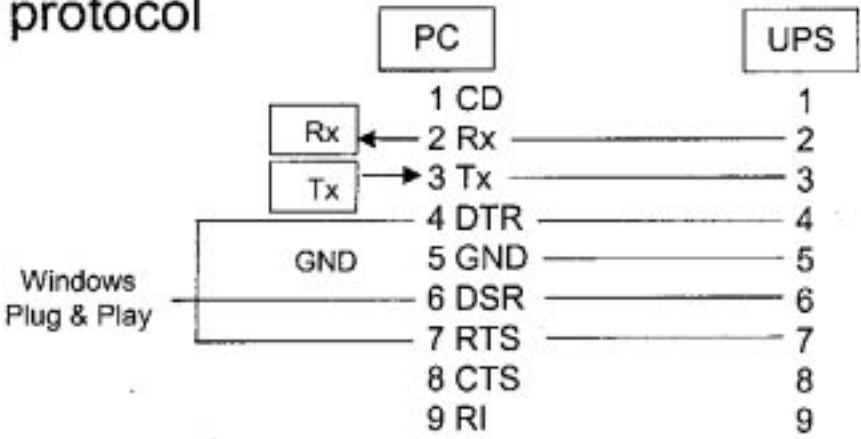 protocol
PC UPS
1 CD 1
Rx 2 Rx 2
Tx 3 Tx 3
4 DTR 4
GND 5 GND 5
Windows
Plug & Play
6 DSR 6
7 RTS 7
8 CTS 8
9 RI 9